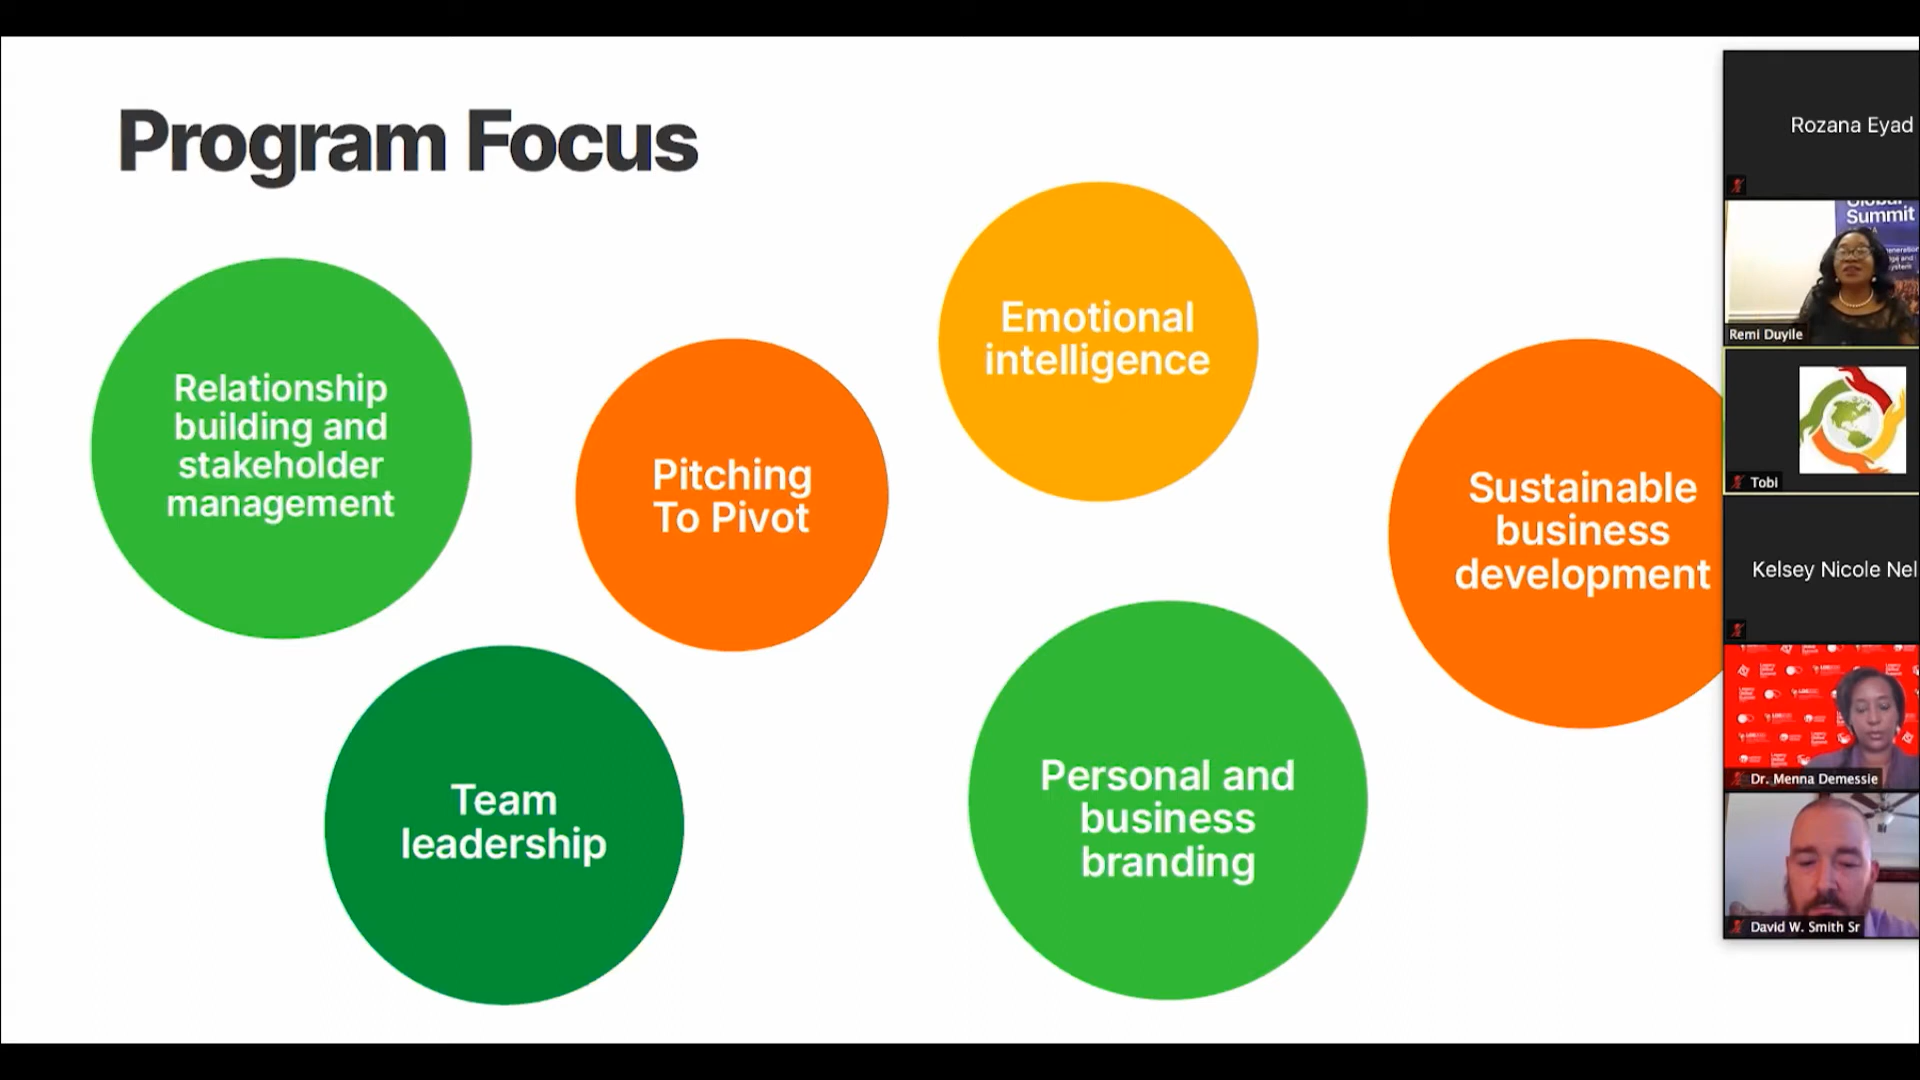 Program Focus
Relationship
building and
stakeholder
management
Pitching
To Pivot
Emotional
intelligence
Sustainable
business
development
Team
leadership
Personal and
business
branding
Rozana Eyad
Summit
Remi Duyile
Tobi
Kelsey Nicole Nel
Dr. Menna Demessie
David W. Smith Sr